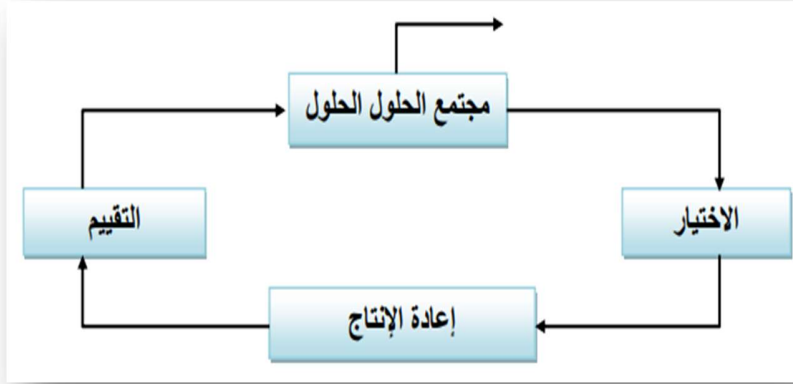 مجتمع الحلول الحلول
الاختيار
إعادة الإنتاج
التقييم